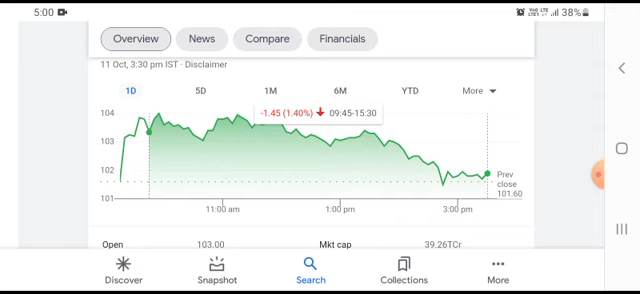 5:00
38%
Overview News Compare Financials
11 Oct, 3:30 pm IST · Disclaimer
1D 5D 1M 6M YTD More
-1.45 (1.40%) 09:45-15:30
104
103
102
101
Prev
close
101.60
11:00 am 1:00 pm 3:00 pm
Open 103.00 Mkt cap 39.26TCr
Discover Snapshot Search Collections More